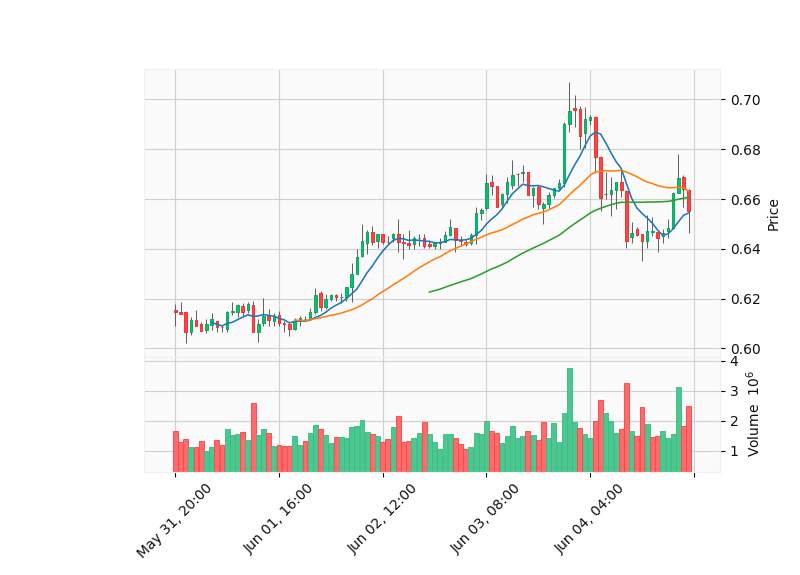 0.70
0.68
0.66
0.64
0.62
0.60
Price
4
3
2
1
Volume 10^6
May 31, 20:00
Jun 01, 16:00
Jun 02, 12:00
Jun 03, 08:00
Jun 04, 04:00